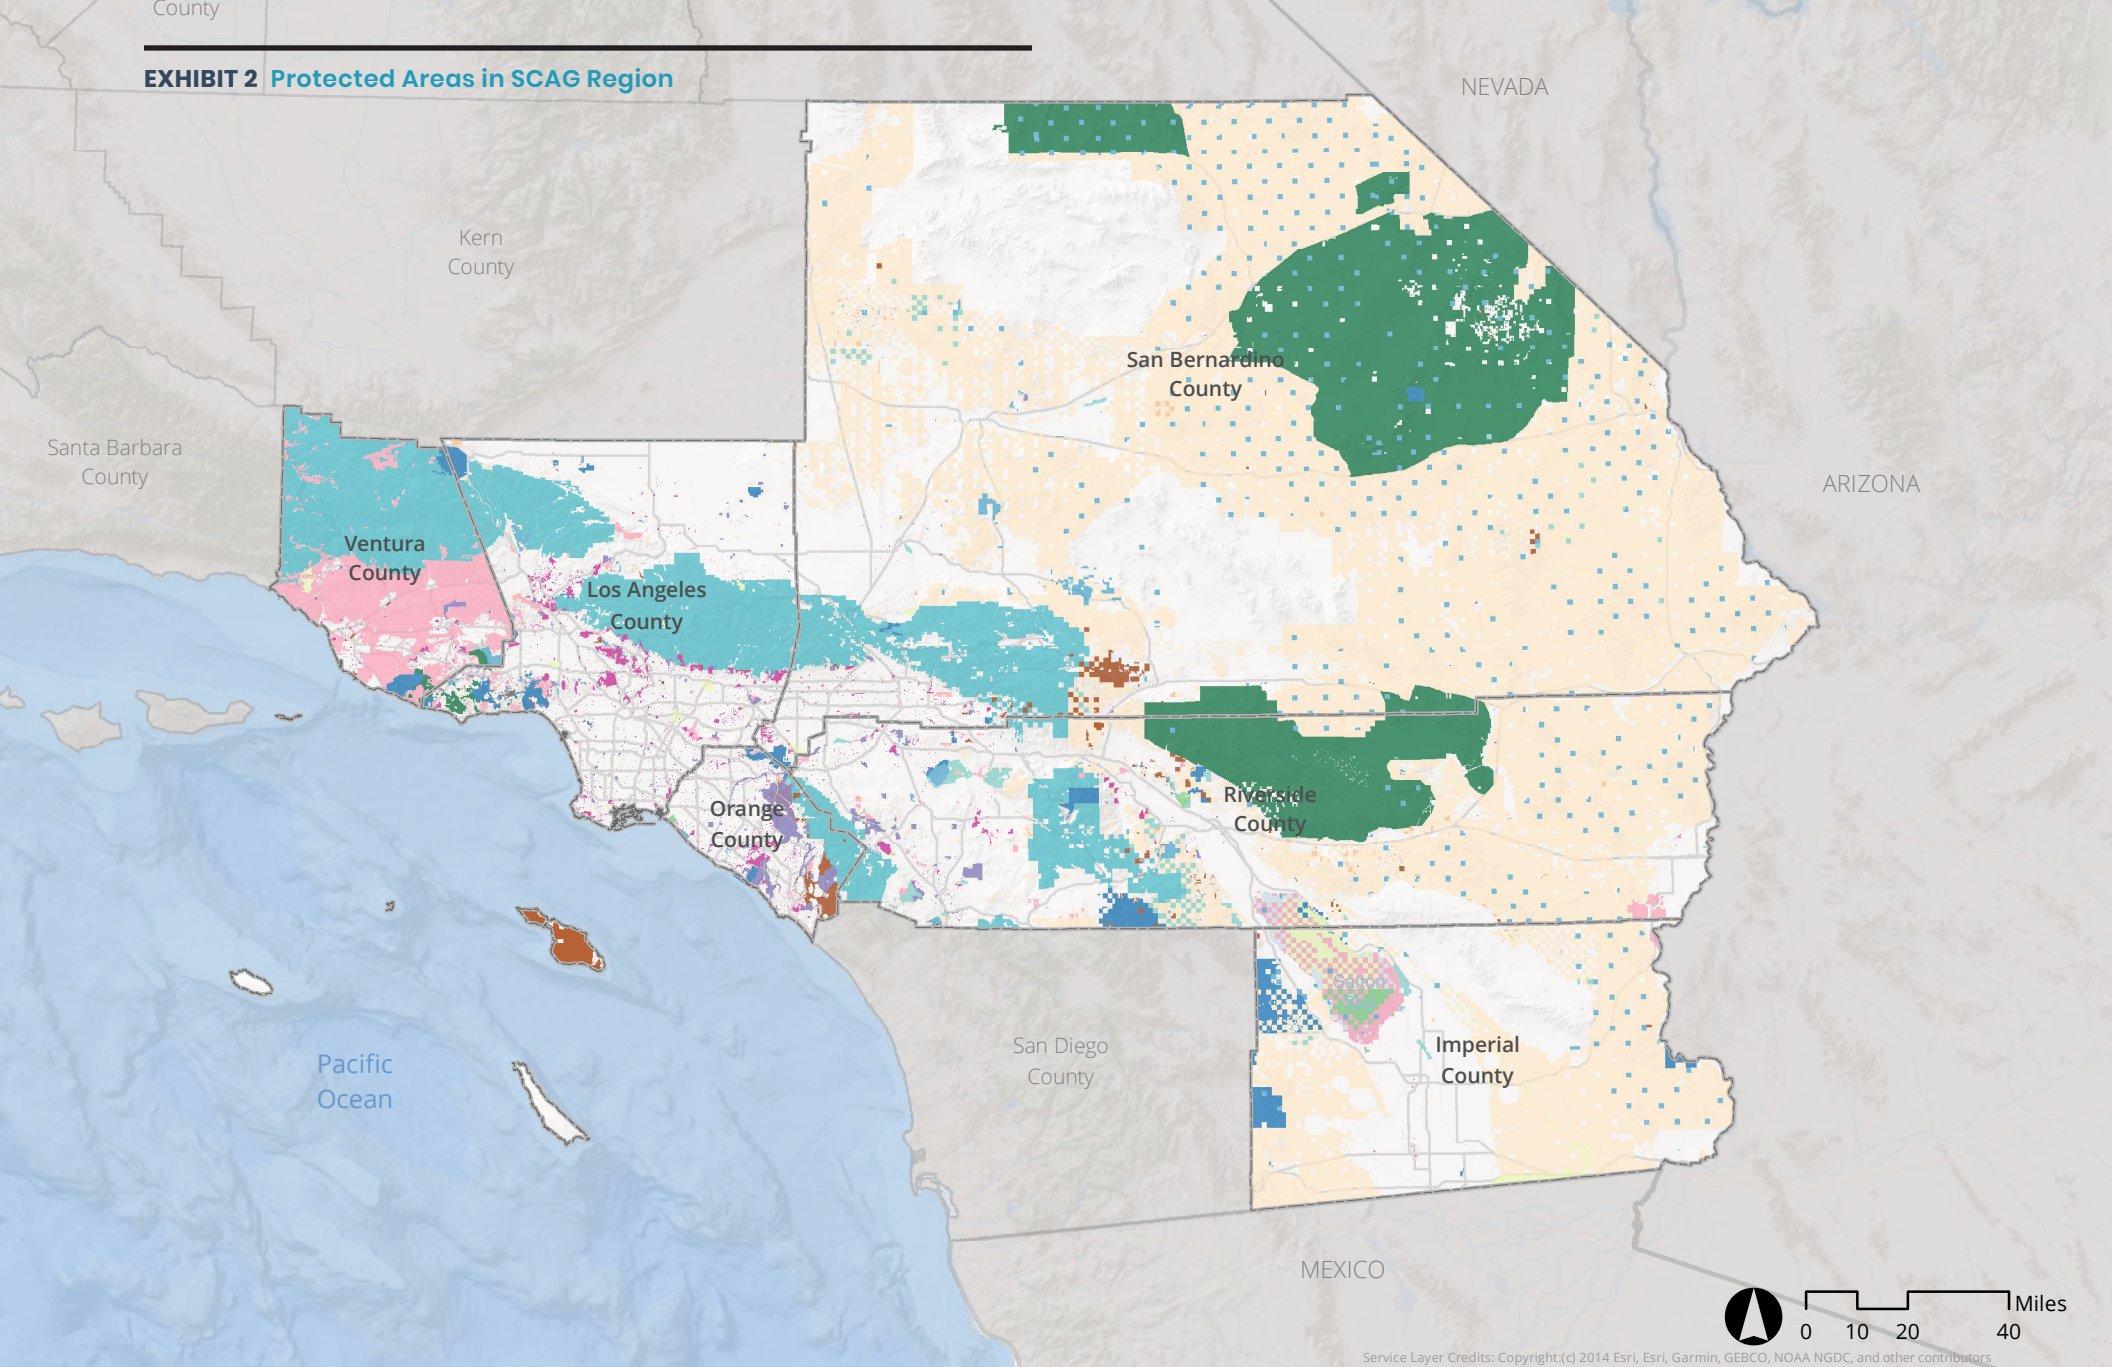 County
EXHIBIT 2 Protected Areas in SCAG Region
NEVADA
Kern
County
San Bernardino
County
Santa Barbara
County
ARIZONA
Ventura
County
Los Angeles
County
Orange
County
Riverside
County
Salton
Imperial
County
San Diego
County
Pacific
Ocean
MEXICO
Miles
0 10 20 40
Service Layer Credits: Copyright:(c) 2014 Esri, Esri, Garmin, GEBCO, NOAA NGDC, and other contributors